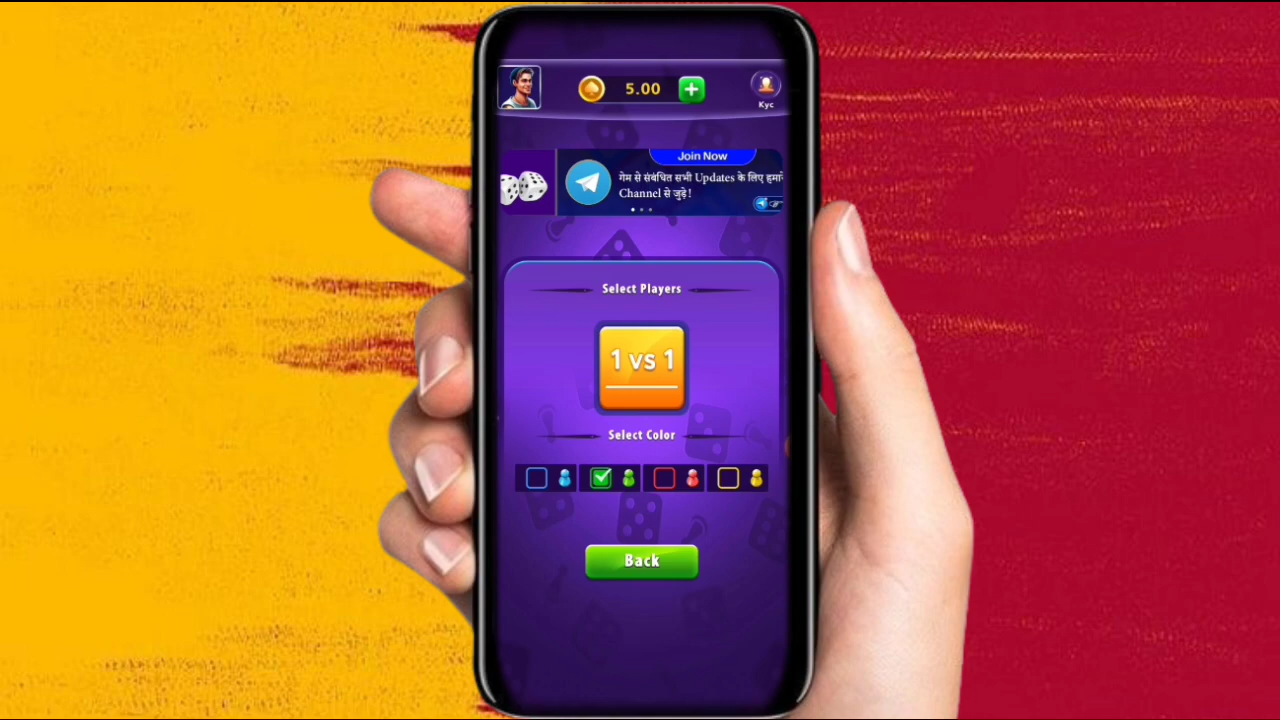 5.00
Kyc
Join Now
गेम से संबंधित सभी Updates के लिए हमारे
Channel से जुड़े!
Select Players
1 vs 1
Select Color
Back